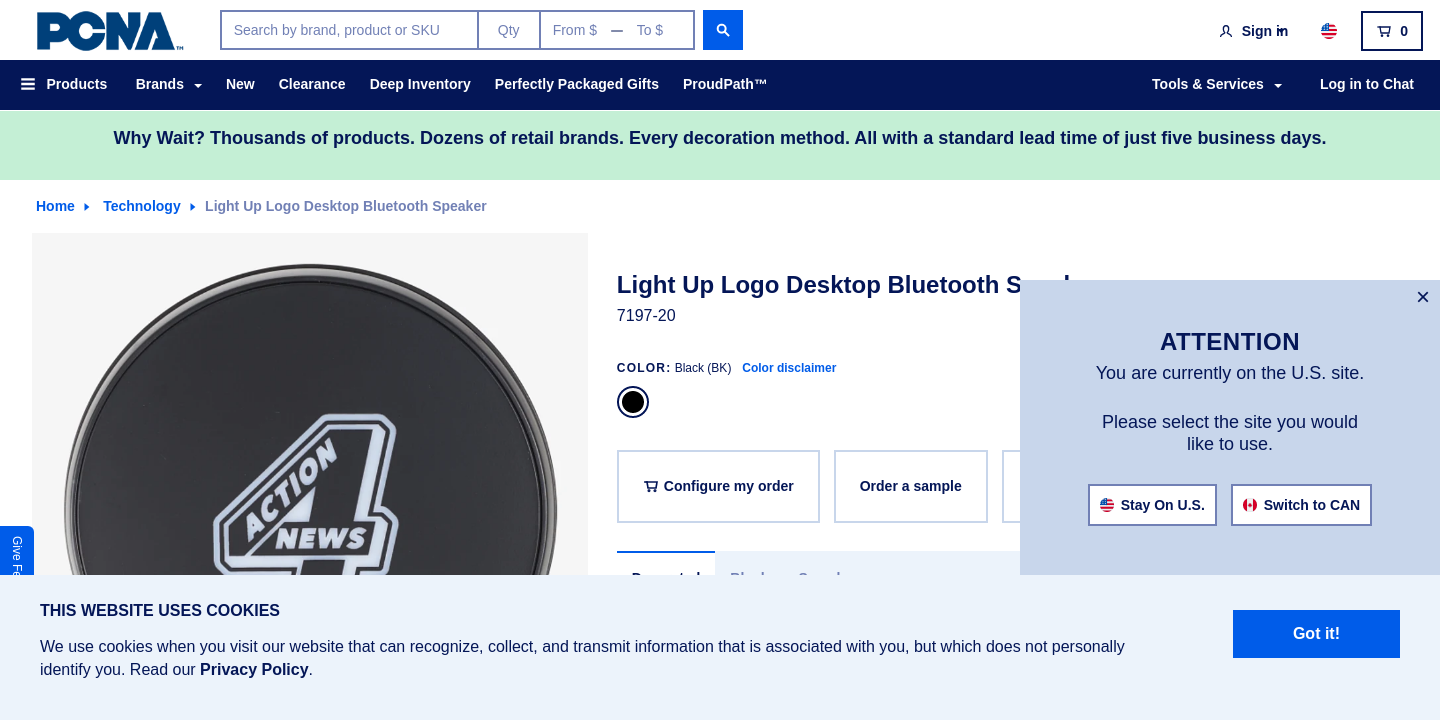 PCNA™
Search by brand, product or SKU
Qty
From $ — To $
Sign in
0
Products
Brands
New
Clearance
Deep Inventory
Perfectly Packaged Gifts
ProudPath™
Tools & Services
Log in to Chat
Why Wait? Thousands of products. Dozens of retail brands. Every decoration method. All with a standard lead time of just five business days.
Home
Technology
Light Up Logo Desktop Bluetooth Speaker
ACTION
4
NEWS
Light Up Logo Desktop Bluetooth
7197-20
COLOR: Black (BK) Color disclaimer
Configure my order
Order a sample
×
ATTENTION
You are currently on the U.S. site.
Please select the site you would
like to use.
Stay On U.S.
Switch to CAN
Give
THIS WEBSITE USES COOKIES
We use cookies when you visit our website that can recognize, collect, and transmit information that is associated with you, but which does not personally
identify you. Read our Privacy Policy.
Got it!